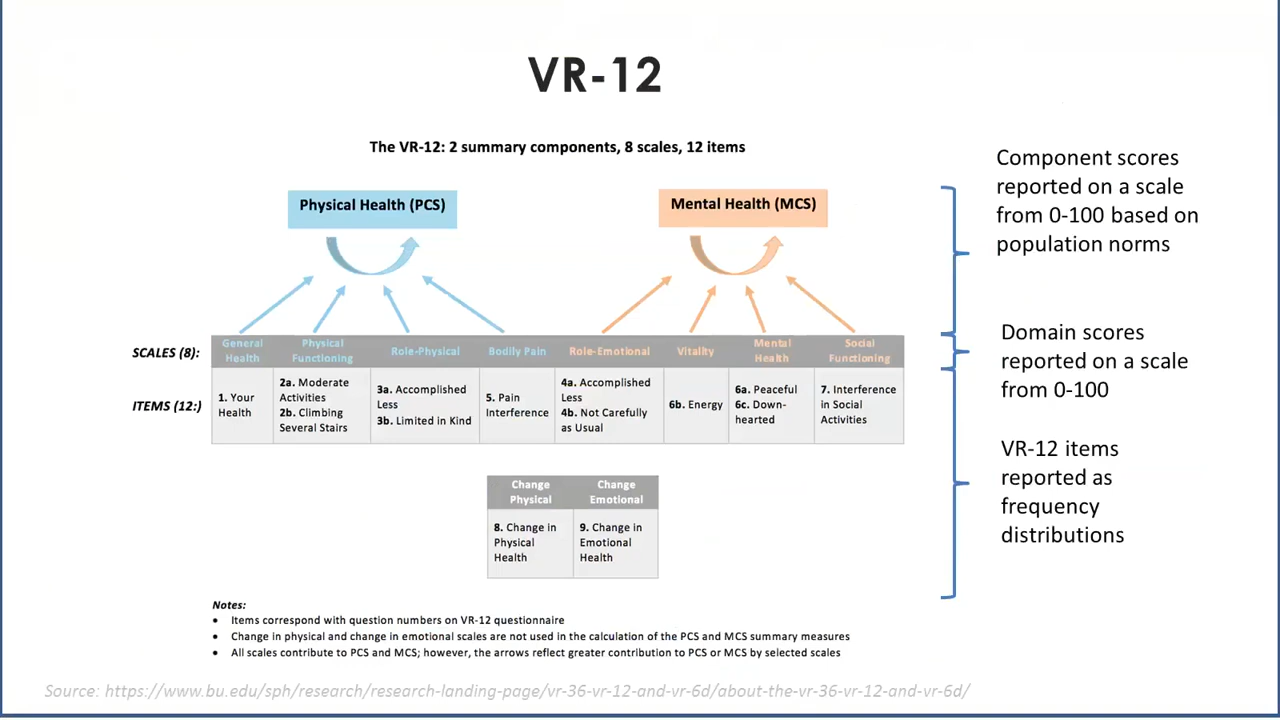 VR-12
The VR-12: 2 summary components, 8 scales, 12 items
Physical Health (PCS)
Mental Health (MCS)
SCALES (8):
General
Health
Physical
Functioning
Role-Physical
Bodily Pain
Role-Emotional
Vitality
Mental
Health
Social
Functioning
ITEMS (12:)
1. Your
Health
2a. Moderate
Activities
2b. Climbing
Several Stairs
3a. Accomplished
Less
3b. Limited in Kind
5. Pain
Interference
4a. Accomplished
Less
4b. Not Carefully
as Usual
6b. Energy
6a. Peaceful
6c. Down-
hearted
7. Interference
in Social
Activities
Change
Physical
Change
Emotional
8. Change in
Physical
Health
9. Change in
Emotional
Health
Component scores
reported on a scale
from 0-100 based on
population norms
Domain scores
reported on a scale
from 0-100
VR-12 items
reported as
frequency
distributions
Notes:
• Items correspond with question numbers on VR-12 questionnaire
• Change in physical and change in emotional scales are not used in the calculation of the PCS and MCS summary measures
• All scales contribute to PCS and MCS; however, the arrows reflect greater contribution to PCS or MCS by selected scales
Source: https://www.bu.edu/sph/research/research-landing-page/vr-36-vr-12-and-vr-6d/about-the-vr-36-vr-12-and-vr-6d/